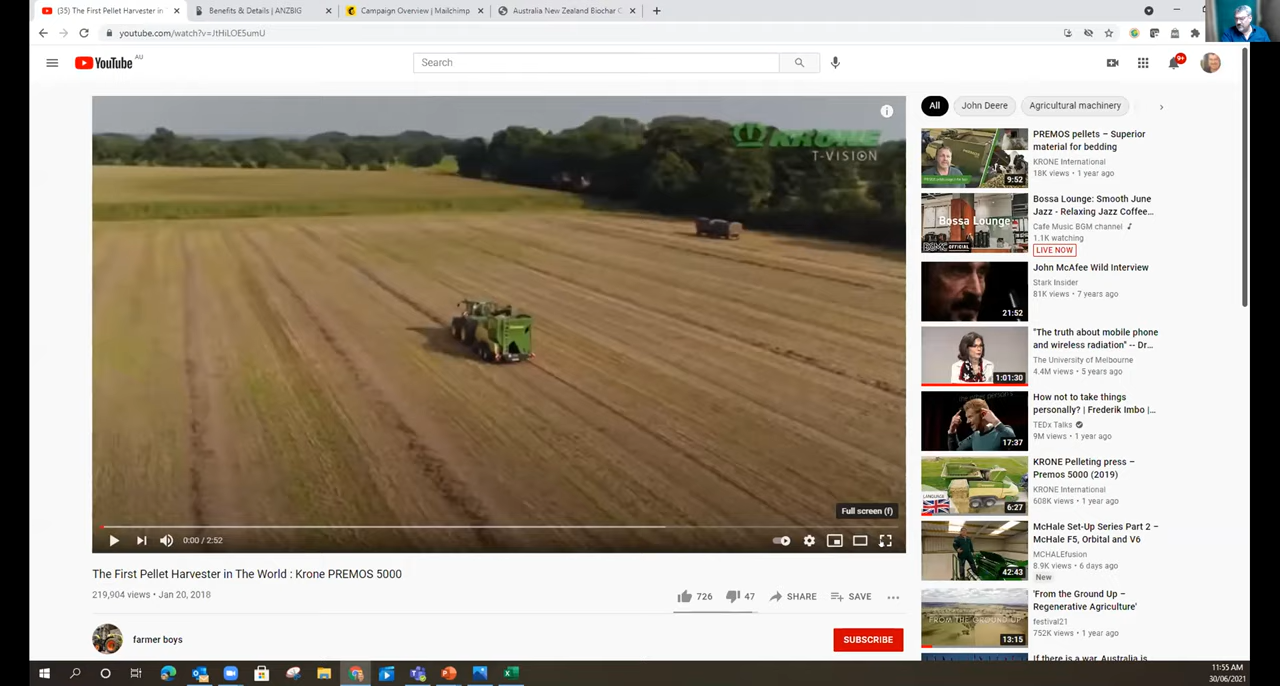 (35) The First Pellet Harvester in
Benefits & Details | ANZBIG
Campaign Overview | Mailchimp
Australia New Zealand Biochar C
youtube.com/watch?v=JtHiLOE5umU
YouTube AU
Search
9+
KRONE
T-VISION
Full screen (f)
0:00 / 2:52
The First Pellet Harvester in The World : Krone PREMOS 5000
219,904 views • Jan 20, 2018
726
47
SHARE
SAVE
farmer boys
SUBSCRIBE
All
John Deere
Agricultural machinery
PREMOS pellets – Superior
material for bedding
KRONE International
18K views • 1 year ago
9:52
Bossa Lounge: Smooth June
Jazz - Relaxing Jazz Coffee...
Cafe Music BGM channel
1.1K watching
LIVE NOW
Bossa Lounge
BGMC OFFICIAL
John McAfee Wild Interview
Stark Insider
81K views • 7 years ago
21:52
"The truth about mobile phone
and wireless radiation" -- Dr...
The University of Melbourne
4.4M views • 5 years ago
1:01:30
How not to take things
personally? | Frederik Imbo |...
TEDx Talks
9M views • 1 year ago
17:37
KRONE Pelleting press –
Premos 5000 (2019)
KRONE International
608K views • 1 year ago
LANGUAGE
6:27
McHale Set-Up Series Part 2 –
McHale F5, Orbital and V6
MCHALEfusion
8.9K views • 6 days ago
New
42:43
'From the Ground Up –
Regenerative Agriculture'
festival21
752K views • 1 year ago
FROM THE GROUND UP
13:15
If there is a war, Australia is
11:55 AM
30/06/2021